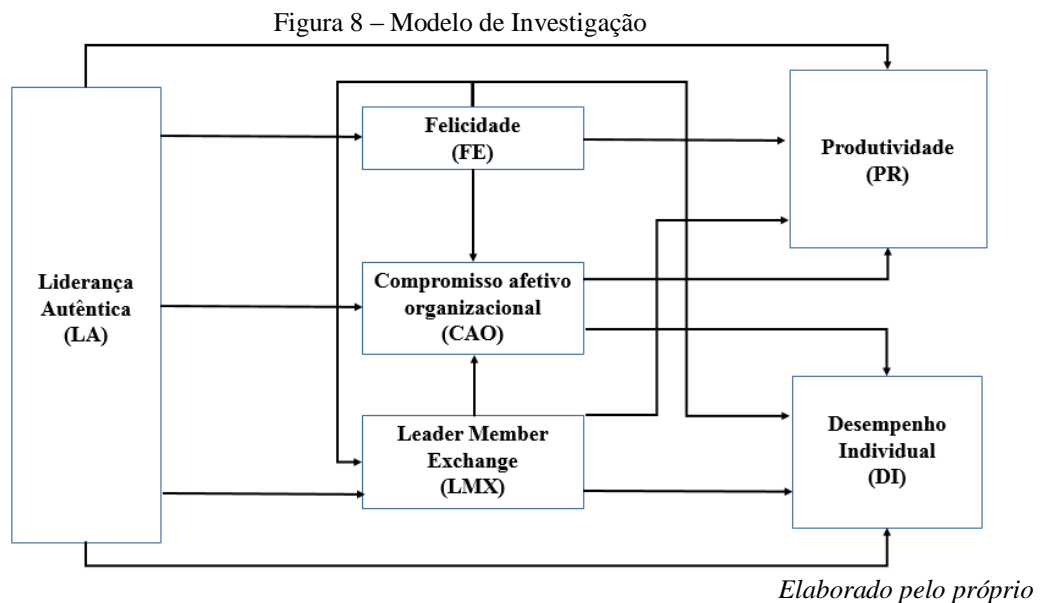 Figura 8 – Modelo de Investigação
Liderança
Autêntica
(LA)
Felicidade
(FE)
Compromisso afetivo
organizacional
(CAO)
Leader Member
Exchange
(LMX)
Produtividade
(PR)
Desempenho
Individual
(DI)
Elaborado pelo próprio